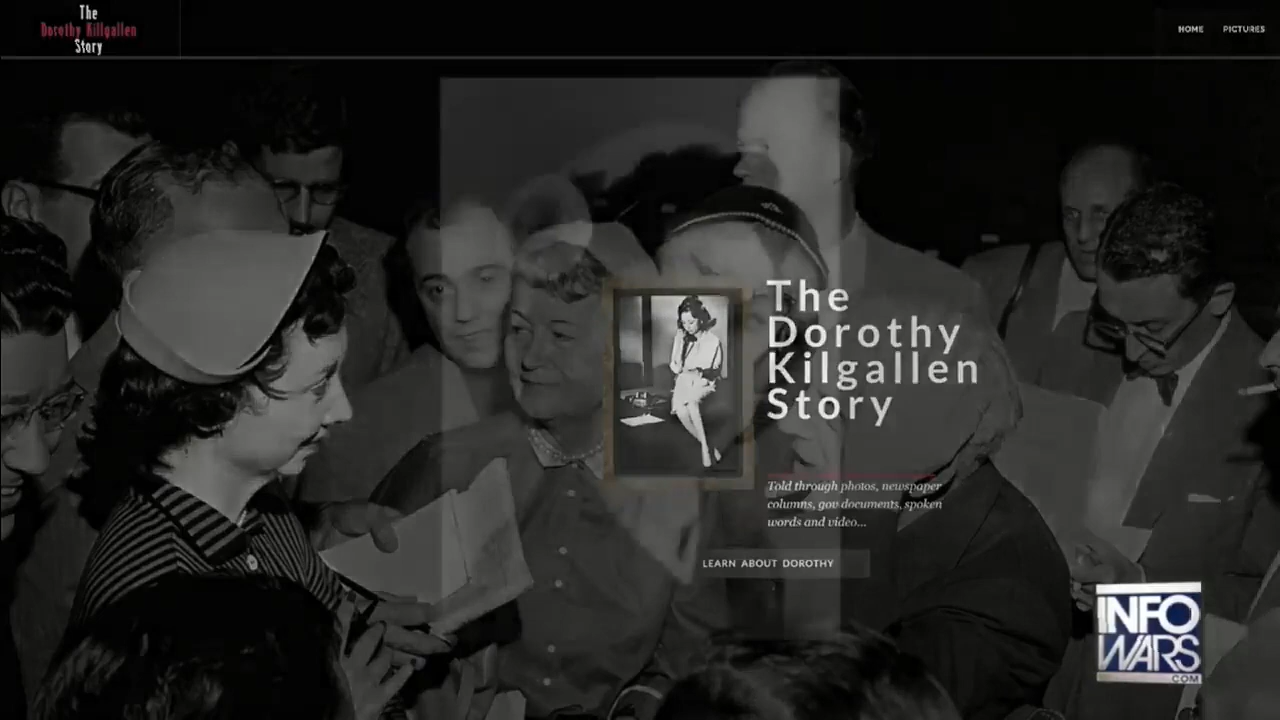 The
Dorothy Killgallen
Story
HOME PICTURES
The
Dorothy
Kilgallen
Story
Told through photos, newspaper
columns, gov documents, spoken
words and video...
LEARN ABOUT DOROTHY
INFO
WARS
.COM